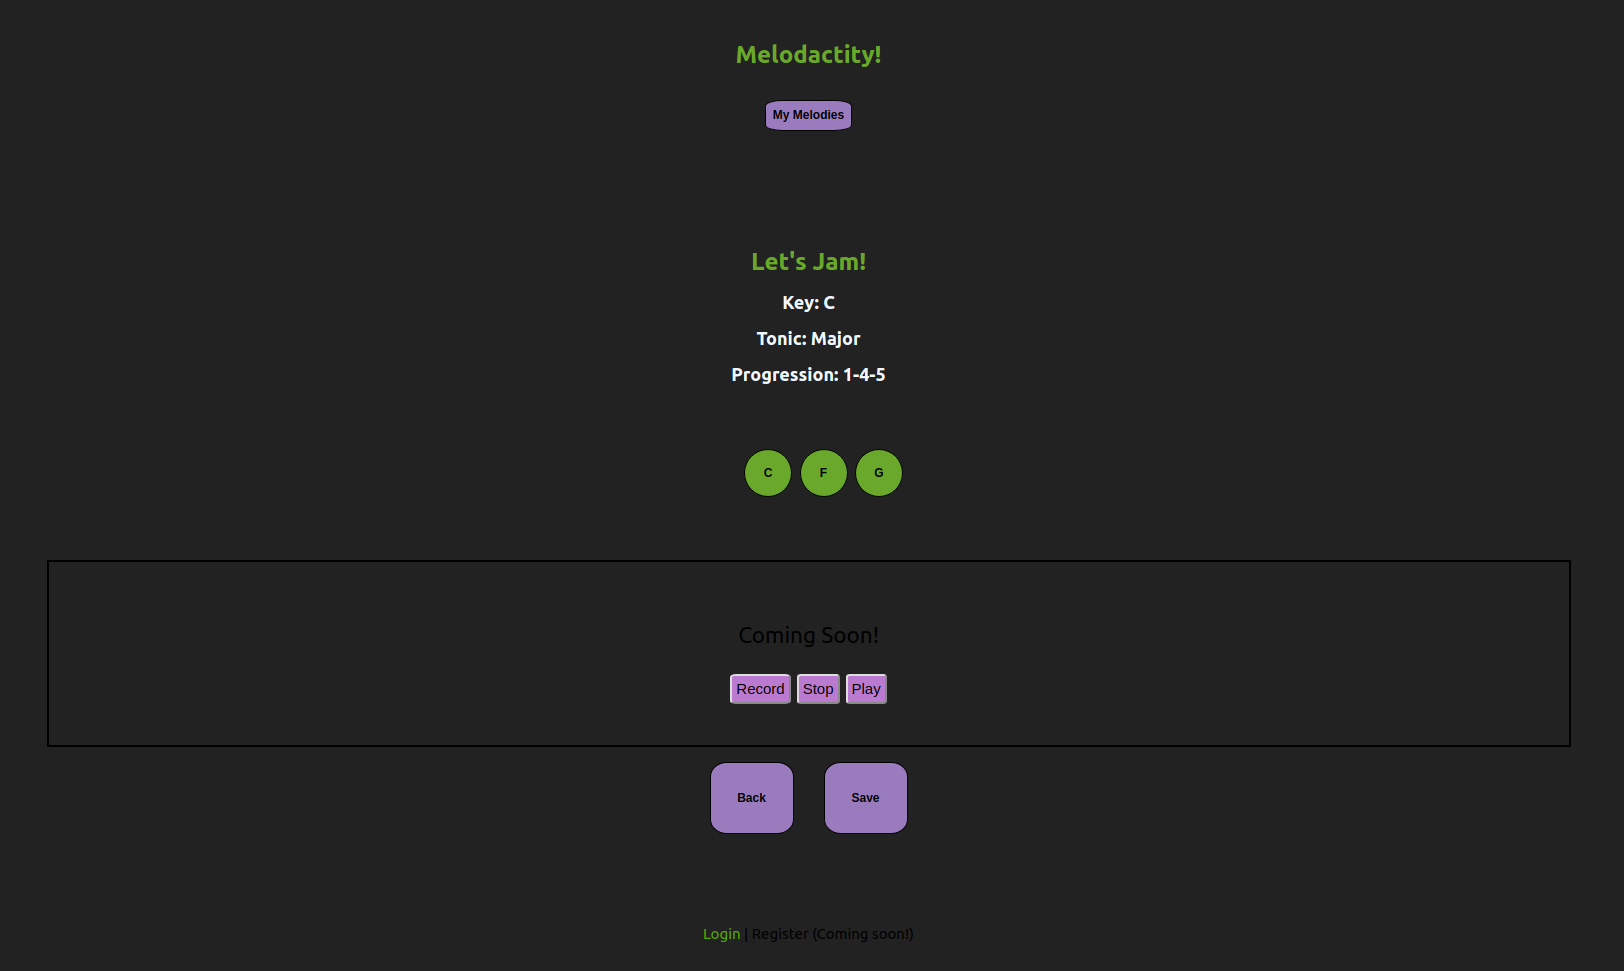 Melodactity!
My Melodies
Let's Jam!
Key: C
Tonic: Major
Progression: 1-4-5
C F G
Coming Soon!
Record Stop Play
Back Save
Login | Register (Coming soon!)